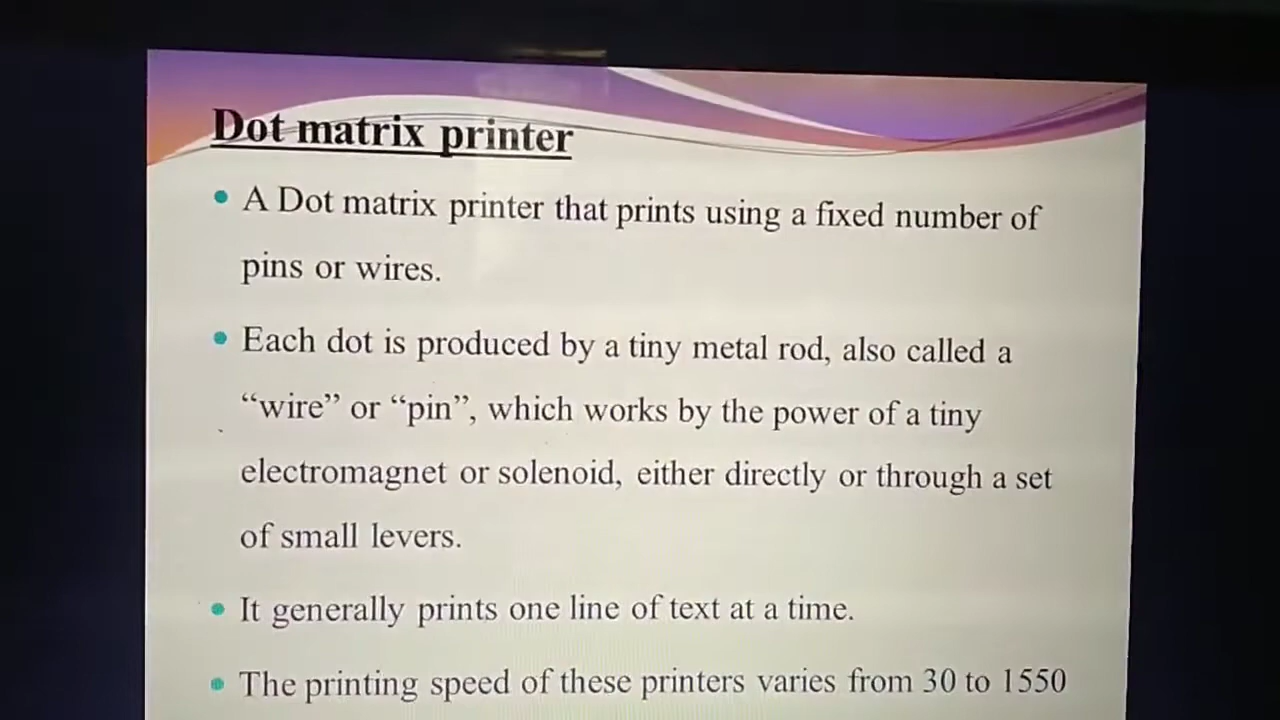 Dot matrix printer
• A Dot matrix printer that prints using a fixed number of
pins or wires.
• Each dot is produced by a tiny metal rod, also called a
“wire” or “pin”, which works by the power of a tiny
electromagnet or solenoid, either directly or through a set
of small levers.
• It generally prints one line of text at a time.
• The printing speed of these printers varies from 30 to 1550